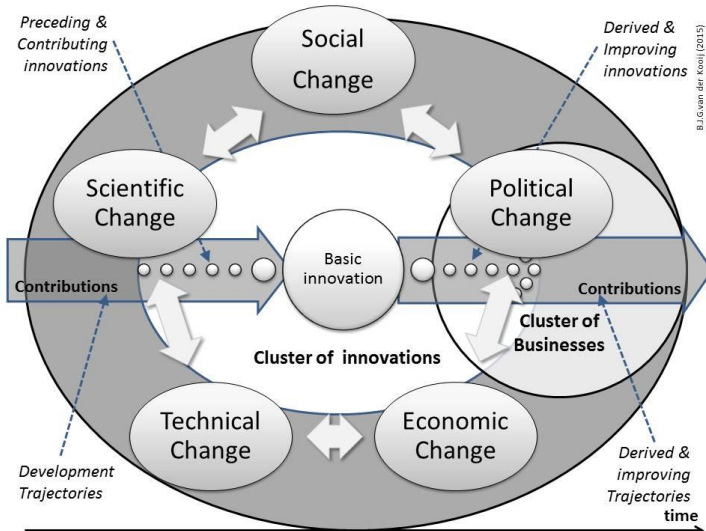 Preceding &
Contributing
innovations
Social
Change
Derived &
Improving
innovations
B.J.G.van der Kooij (2015)
Scientific
Change
Political
Change
Basic
innovation
Contributions
Contributions
Cluster of innovations
Cluster of
Businesses
Technical
Change
Economic
Change
Development
Trajectories
Derived &
improving
Trajectories
time